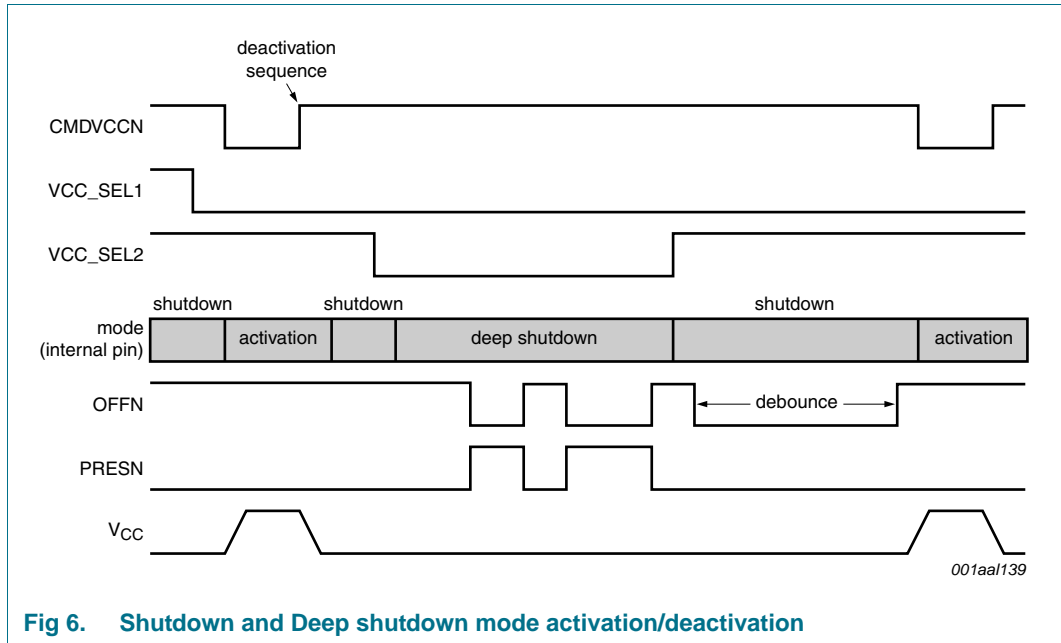 deactivation
sequence
CMDVCCN
VCC_SEL1
VCC_SEL2
shutdown
shutdown
shutdown
mode
(internal pin)
activation
deep shutdown
activation
OFFN
debounce
PRESN
VCC
001aal139
Fig 6. Shutdown and Deep shutdown mode activation/deactivation